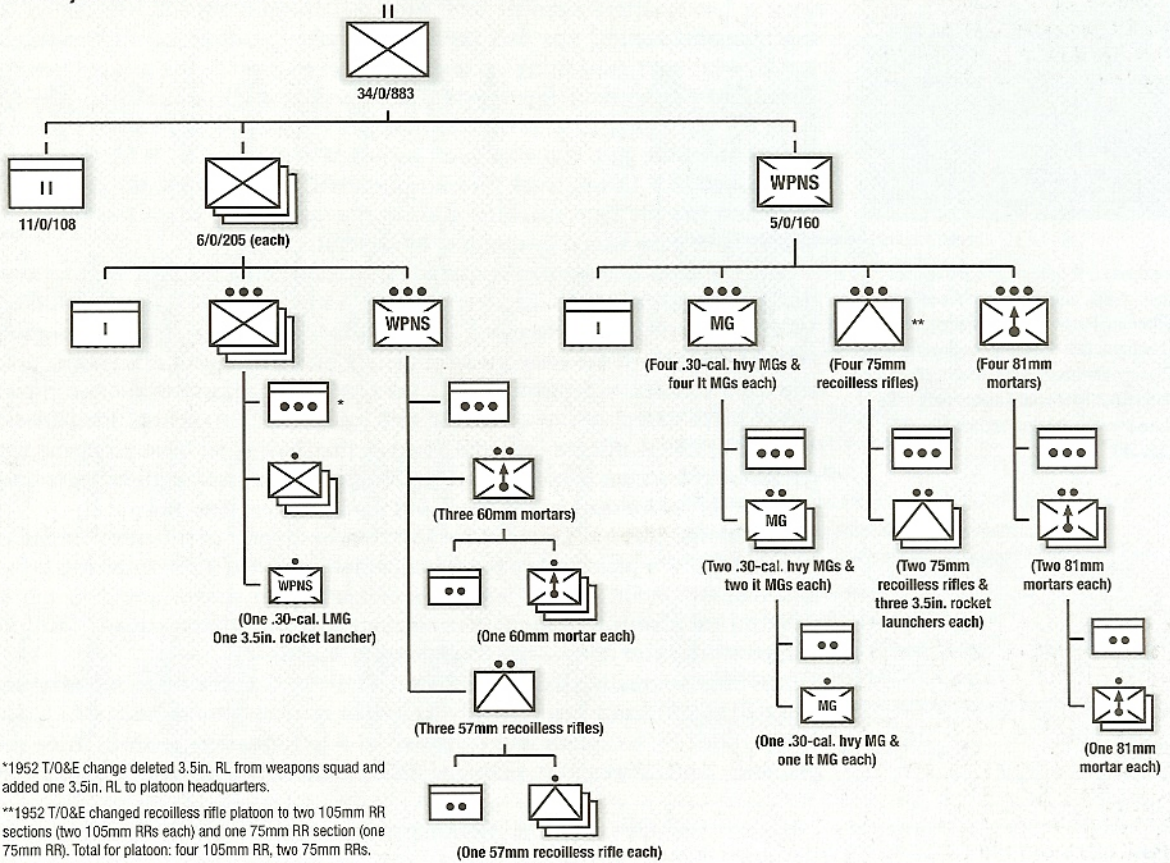 II
34/0/883
II
11/0/108
6/0/205 (each)
WPNS
5/0/160
I
WPNS
I
MG
**
(Four .30-cal. hvy MGs &
four lt MGs each)
(Four 75mm
recoilless rifles)
(Four 81mm
mortars)
*
WPNS
(One .30-cal. LMG
One 3.5in. rocket lancher)
(Three 60mm mortars)
(One 60mm mortar each)
(Three 57mm recoilless rifles)
(One 57mm recoilless rifle each)
MG
(Two .30-cal. hvy MGs &
two it MGs each)
MG
(One .30-cal. hvy MG &
one lt MG each)
(Two 75mm
recoilless rifles &
three 3.5in. rocket
launchers each)
(Two 81mm
mortars each)
(One 81mm
mortar each)
*1952 T/O&E change deleted 3.5in. RL from weapons squad and
added one 3.5in. RL to platoon headquarters.
**1952 T/O&E changed recoilless rifle platoon to two 105mm RR
sections (two 105mm RRs each) and one 75mm RR section (one
75mm RR). Total for platoon: four 105mm RR, two 75mm RRs.